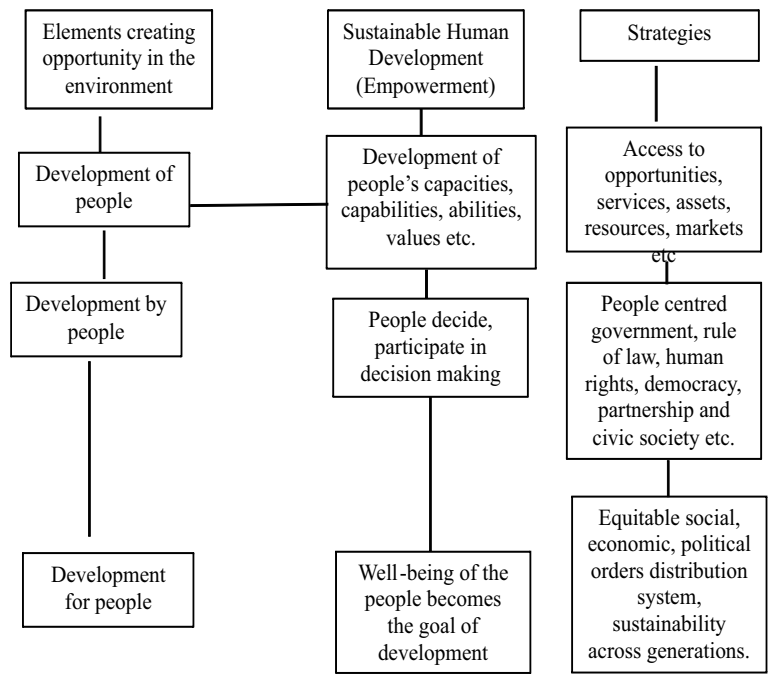 Elements creating
opportunity in the
environment
Sustainable Human
Development
(Empowerment)
Strategies
Development of
people
Development of
people's capacities,
capabilities, abilities,
values etc.
Access to
opportunities,
services, assets,
resources, markets
etc
Development by
people
People decide,
participate in
decision making
People centred
government, rule
of law, human
rights, democracy,
partnership and
civic society etc.
Development
for people
Well-being of the
people becomes
the goal of
development
Equitable social,
economic, political
orders distribution
system,
sustainability
across generations.